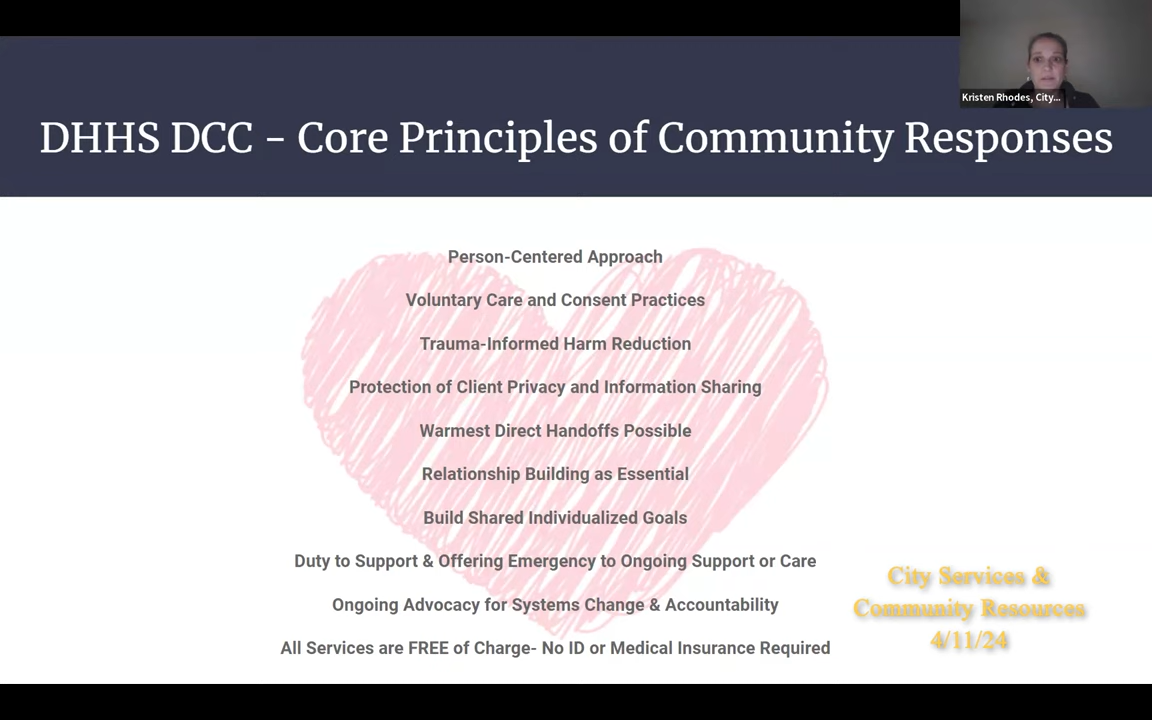 Kristen Rhodes, City...
DHHS DCC - Core Principles of Community Responses
Person-Centered Approach
Voluntary Care and Consent Practices
Trauma-Informed Harm Reduction
Protection of Client Privacy and Information Sharing
Warmest Direct Handoffs Possible
Relationship Building as Essential
Build Shared Individualized Goals
Duty to Support & Offering Emergency to Ongoing Support or Care
Ongoing Advocacy for Systems Change & Accountability
All Services are FREE of Charge- No ID or Medical Insurance Required
City Services &
Community Resources
4/11/24